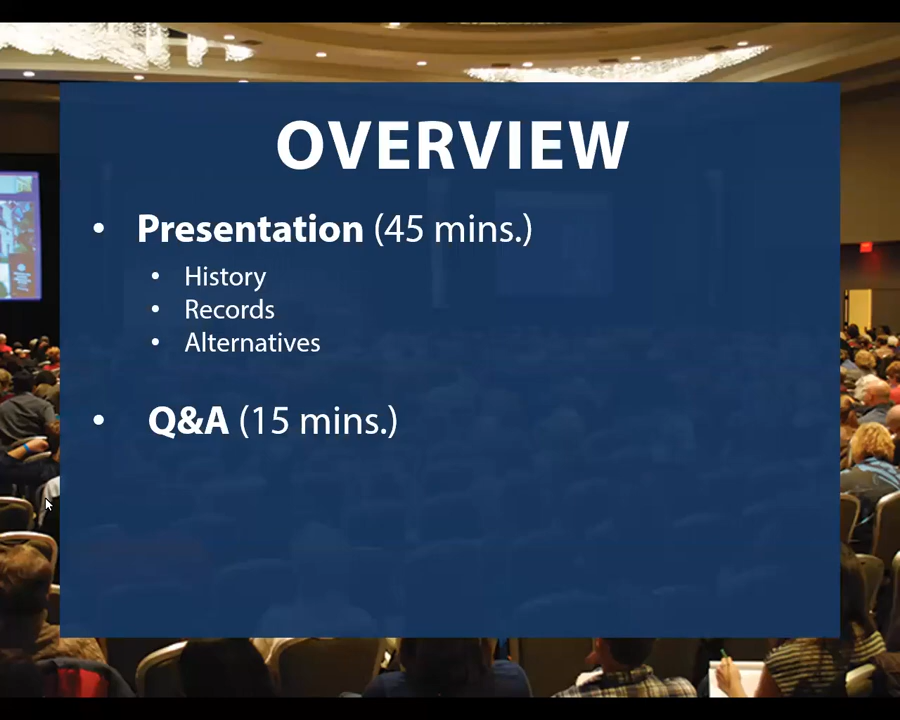 OVERVIEW
• Presentation (45 mins.)
• History
• Records
• Alternatives
• Q&A (15 mins.)